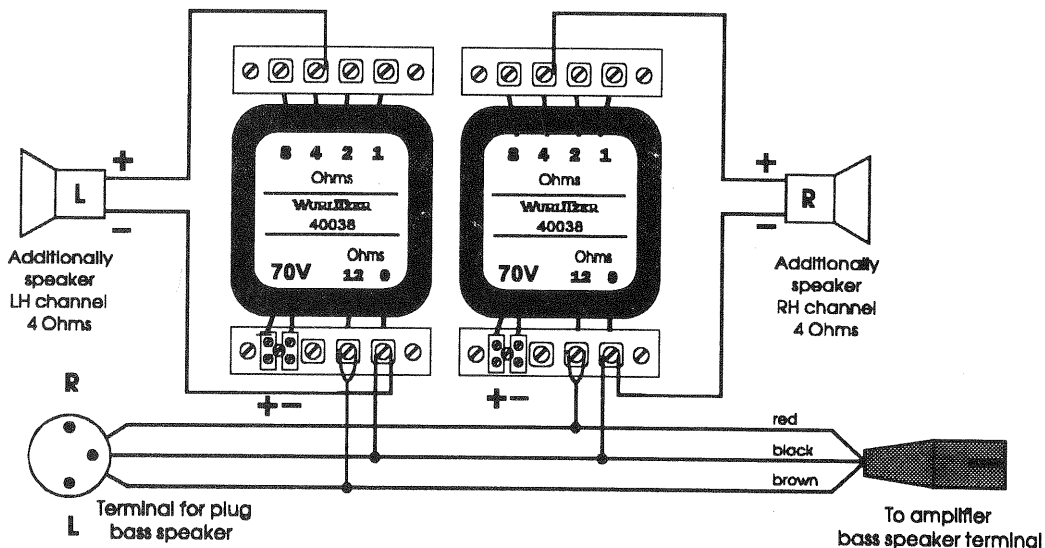 8 4 2 1
Ohms
WURLITZER
40038
Ohms
70V 12 0
8 4 2 1
Ohms
WURLITZER
40038
Ohms
70V 12 0
+
L
−
Additionally
speaker
LH channel
4 Ohms
+
R
−
Additionally
speaker
RH channel
4 Ohms
+ −
+ −
R
L
Terminal for plug
bass speaker
red
black
brown
To amplifier
bass speaker terminal